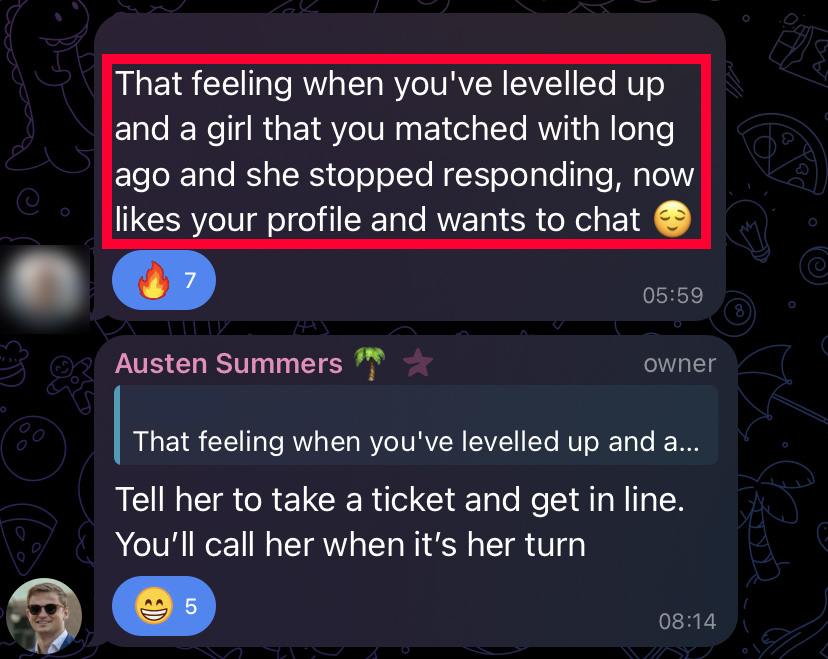 That feeling when you've levelled up
and a girl that you matched with long
ago and she stopped responding, now
likes your profile and wants to chat 😌
🔥 7
05:59
Austen Summers 🌴 owner
That feeling when you've levelled up and a...
Tell her to take a ticket and get in line.
You’ll call her when it’s her turn
😁 5
08:14